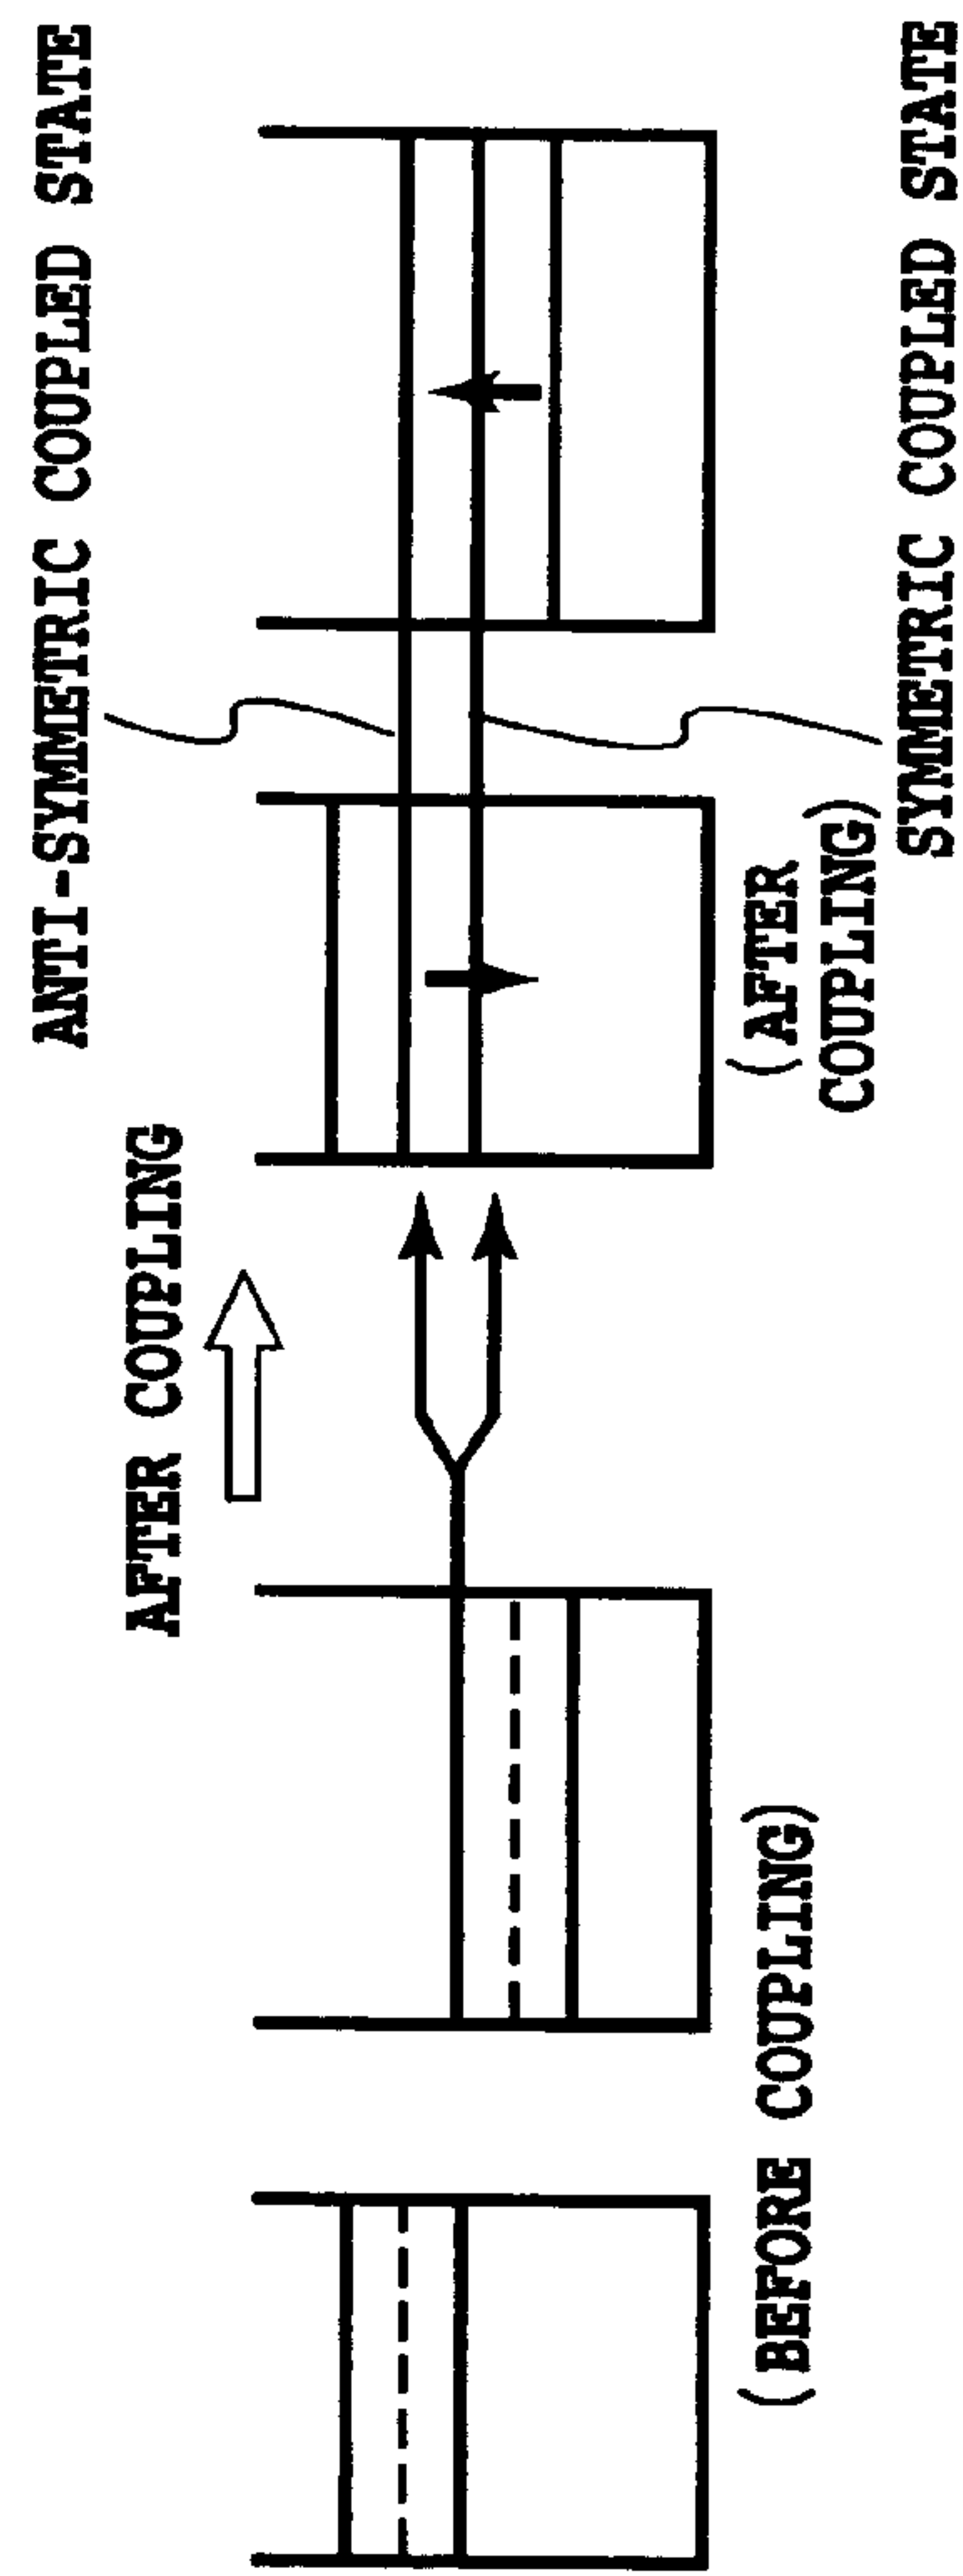 ANTI-SYMMETRIC COUPLED STATE
AFTER COUPLING
(BEFORE COUPLING)
(AFTER
COUPLING)
SYMMETRIC COUPLED STATE